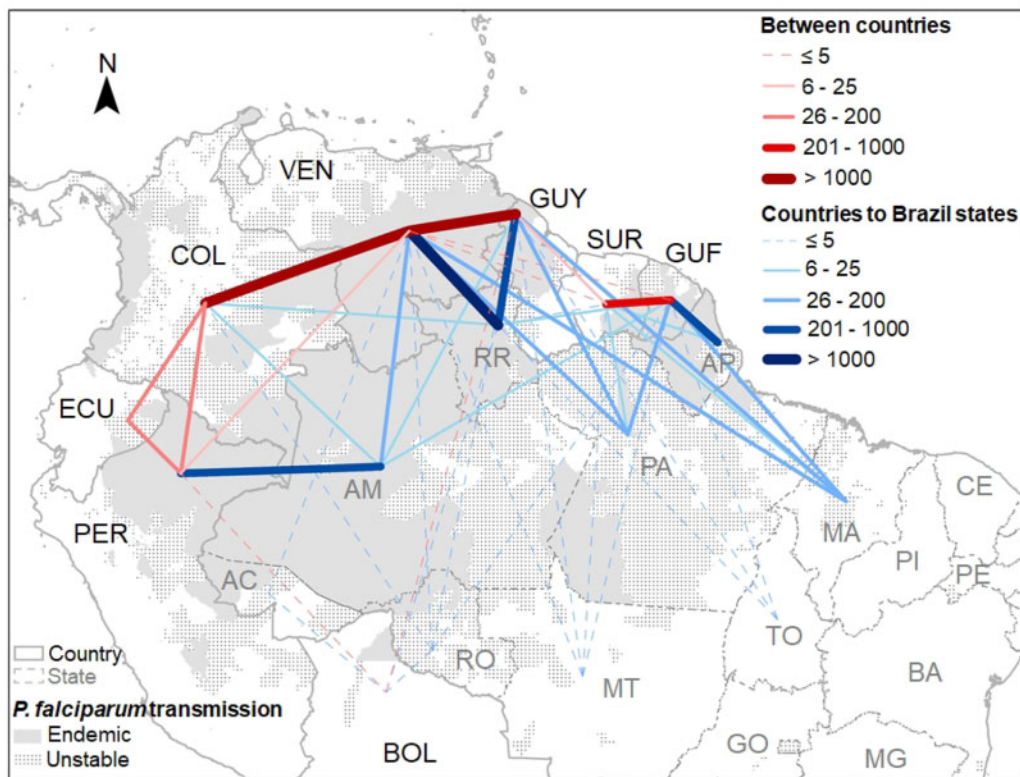 N
VEN
GUY
SUR
GUF
COL
RR
AP
ECU
AM
PA
PER
MA
CE
PI
PE
AC
TO
RO
MT
BA
BOL
GO
MG
Between countries
≤ 5
6 - 25
26 - 200
201 - 1000
> 1000
Countries to Brazil states
≤ 5
6 - 25
26 - 200
201 - 1000
> 1000
Country
State
P. falciparum transmission
Endemic
Unstable